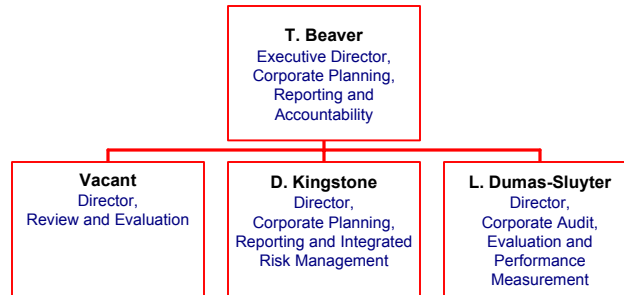 T. Beaver
Executive Director,
Corporate Planning,
Reporting and
Accountability
Vacant
Director,
Review and Evaluation
D. Kingstone
Director,
Corporate Planning,
Reporting and Integrated
Risk Management
L. Dumas-Sluyter
Director,
Corporate Audit,
Evaluation and
Performance
Measurement